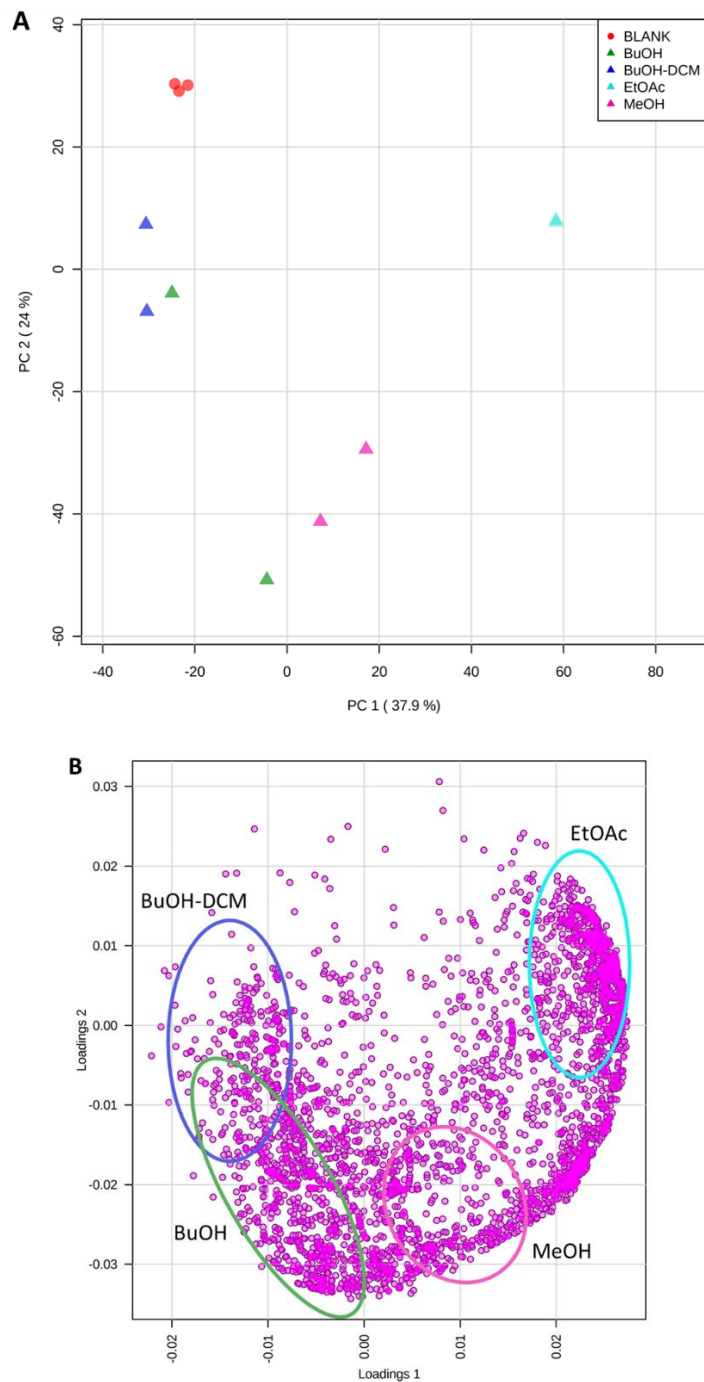 A
BLANK
BuOH
BuOH-DCM
EtOAc
MeOH
40
20
0
-20
-40
-60
PC 2 ( 24 %)
-40
-20
0
20
40
60
80
PC 1 ( 37.9 %)
B
0.03
0.02
0.01
0.00
-0.01
-0.02
-0.03
Loadings 2
EtOAc
BuOH-DCM
BuOH
MeOH
-0.02
-0.01
0.00
0.01
0.02
Loadings 1